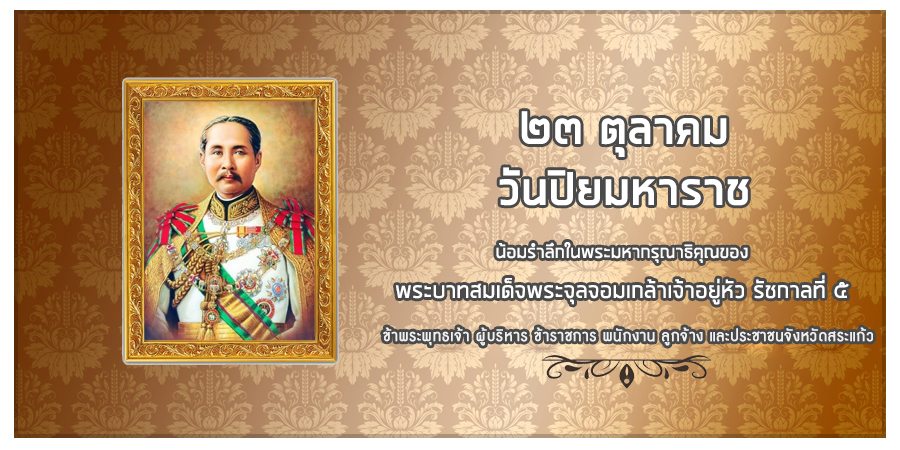 ๒๓ ตุลาคม
วันปิยมหาราช
น้อมรำลึกในพระมหากรุณาธิคุณของ
พระบาทสมเด็จพระจุลจอมเกล้าเจ้าอยู่หัว รัชกาลที่ ๕
ข้าพระพุทธเจ้า ผู้บริหาร ข้าราชการ พนักงาน ลูกจ้าง และประชาชนจังหวัดสระแก้ว